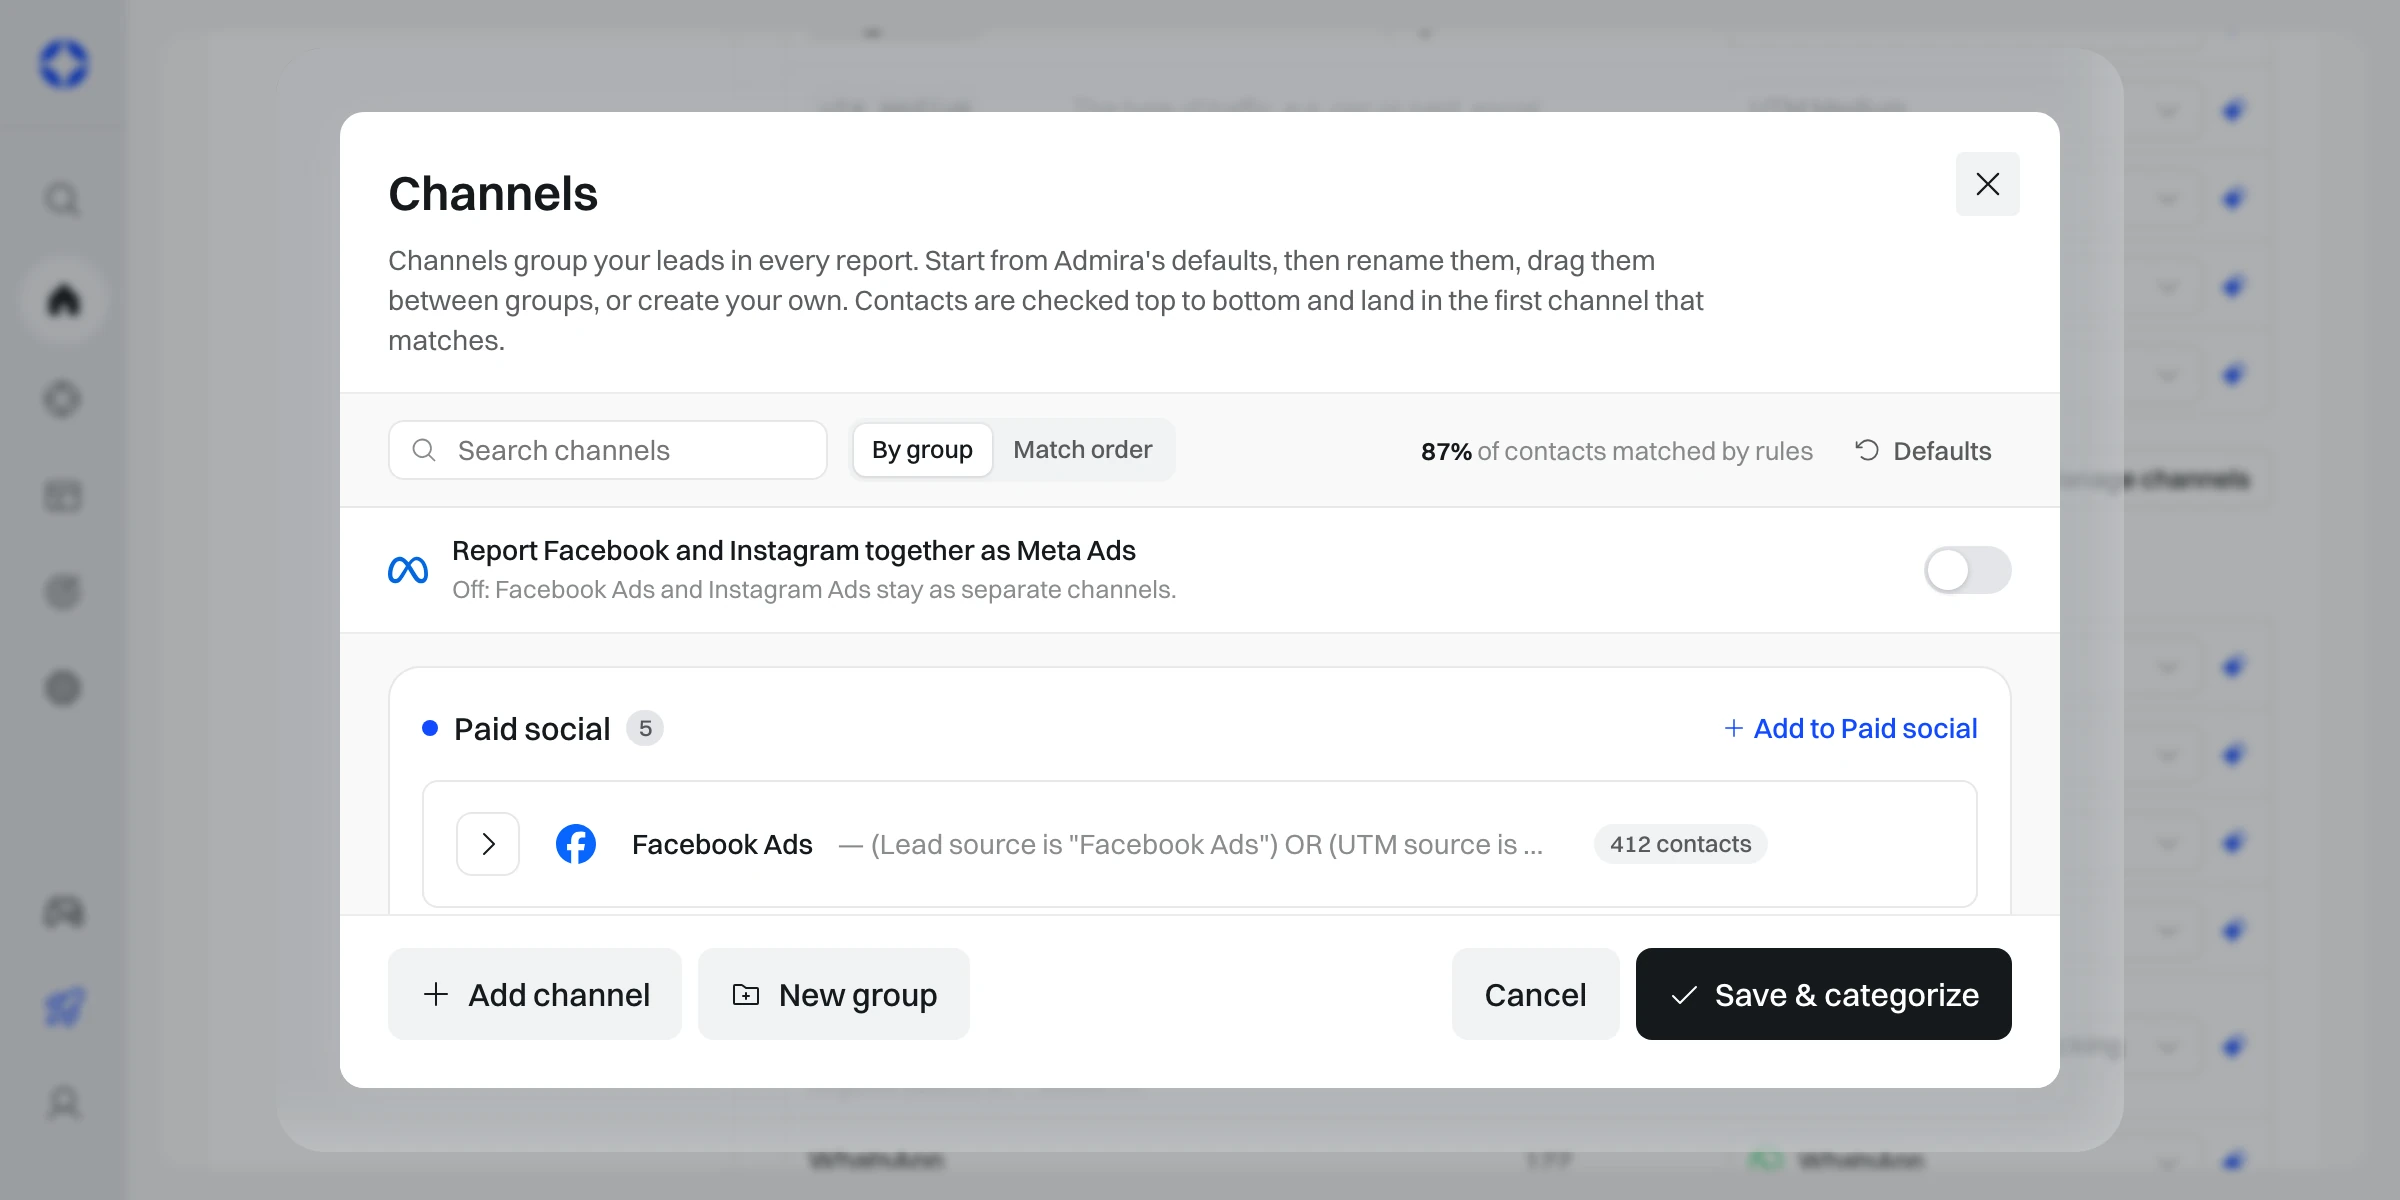 Channels
Channels group your leads in every report. Start from Admira's defaults, then rename them, drag them
between groups, or create your own. Contacts are checked top to bottom and land in the first channel that
matches.
Search channels
By group
Match order
87% of contacts matched by rules
Defaults
channels
Report Facebook and Instagram together as Meta Ads
Off: Facebook Ads and Instagram Ads stay as separate channels.
Paid social 5
+ Add to Paid social
Facebook Ads — (Lead source is "Facebook Ads") OR (UTM source is ...
412 contacts
Add channel
New group
Cancel
Save & categorize